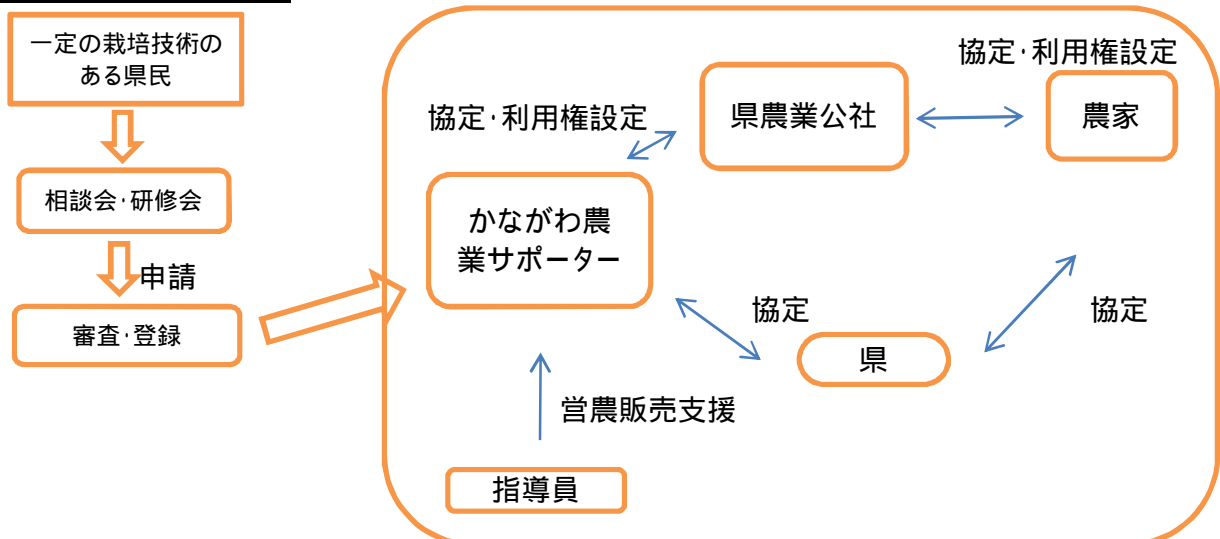 一定の栽培技術の
ある県民
相談会･研修会
申請
審査･登録
協定･利用権設定
協定･利用権設定
県農業公社
農家
かながわ農
業サポーター
協定
協定
県
営農販売支援
指導員